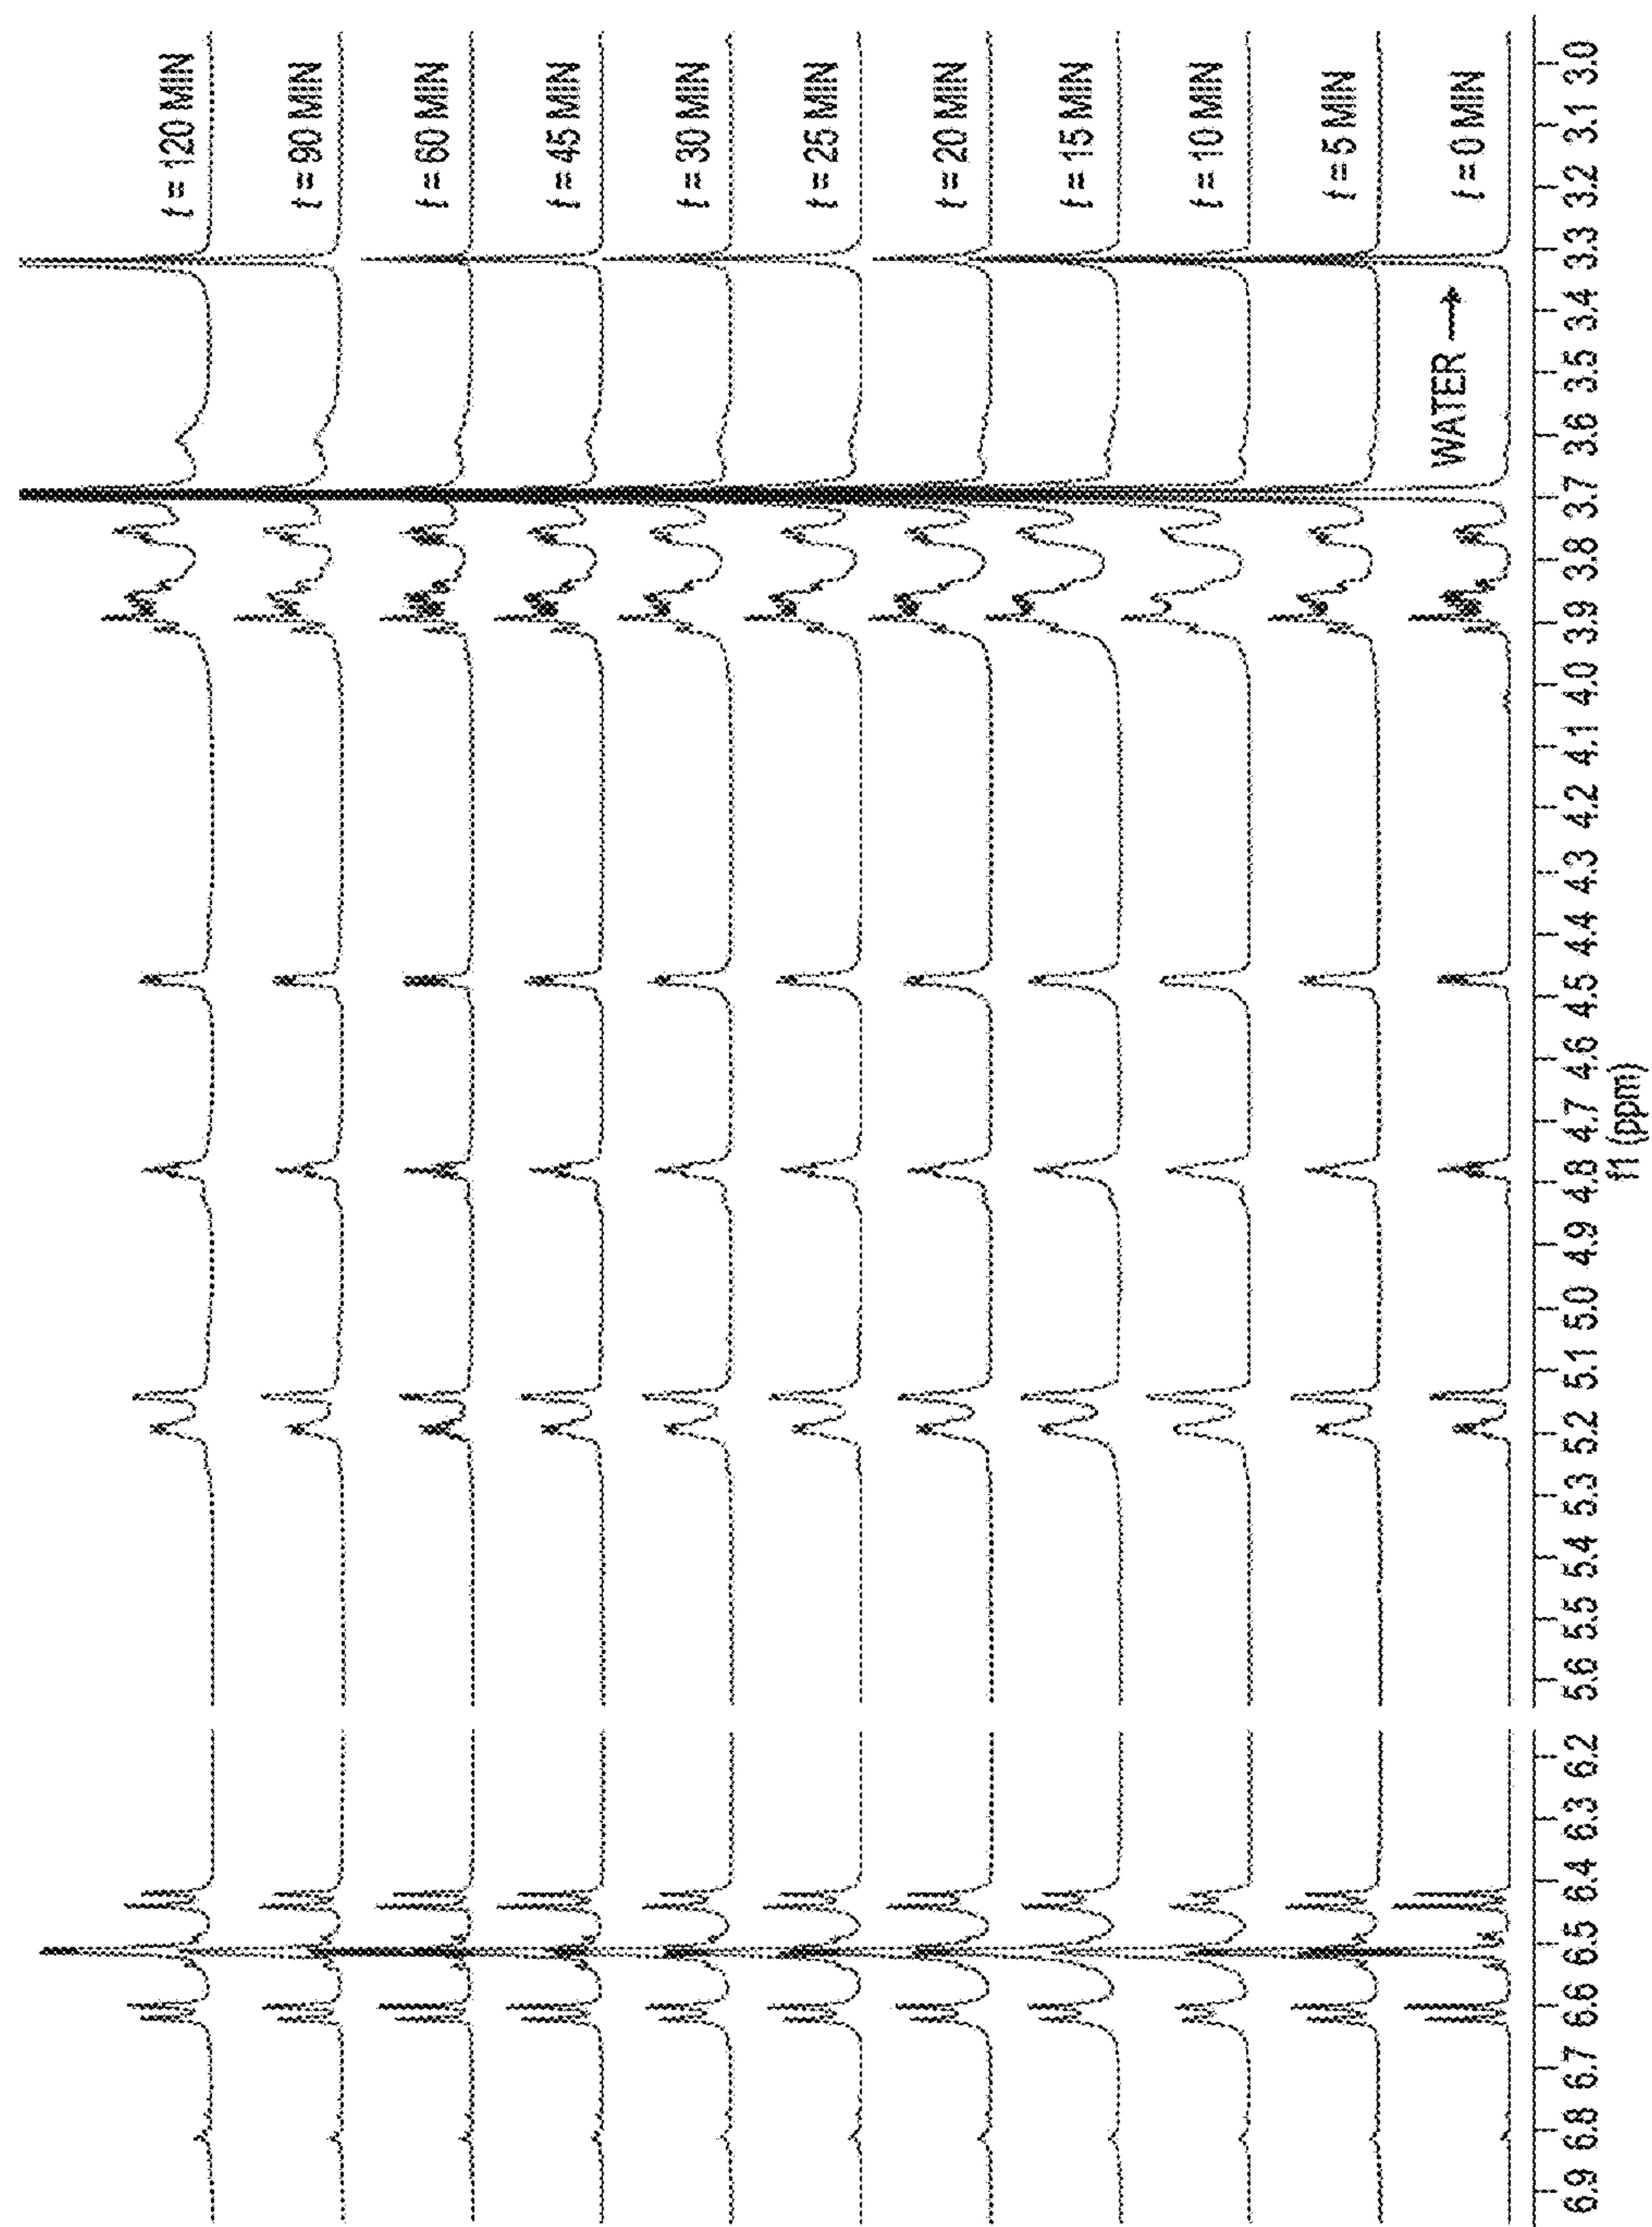 t = 120 MIN
t = 90 MIN
t = 60 MIN
t = 45 MIN
t = 30 MIN
t = 25 MIN
t = 20 MIN
t = 15 MIN
t = 10 MIN
t = 5 MIN
t = 0 MIN
WATER
6.9 6.8 6.7 6.6 6.5 6.4 6.3 6.2 5.6 5.5 5.4 5.3 5.2 5.1 5.0 4.9 4.8 4.7 4.6 4.5 4.4 4.3 4.2 4.1 4.0 3.9 3.8 3.7 3.6 3.5 3.4 3.3 3.2 3.1 3.0
f1 (ppm)